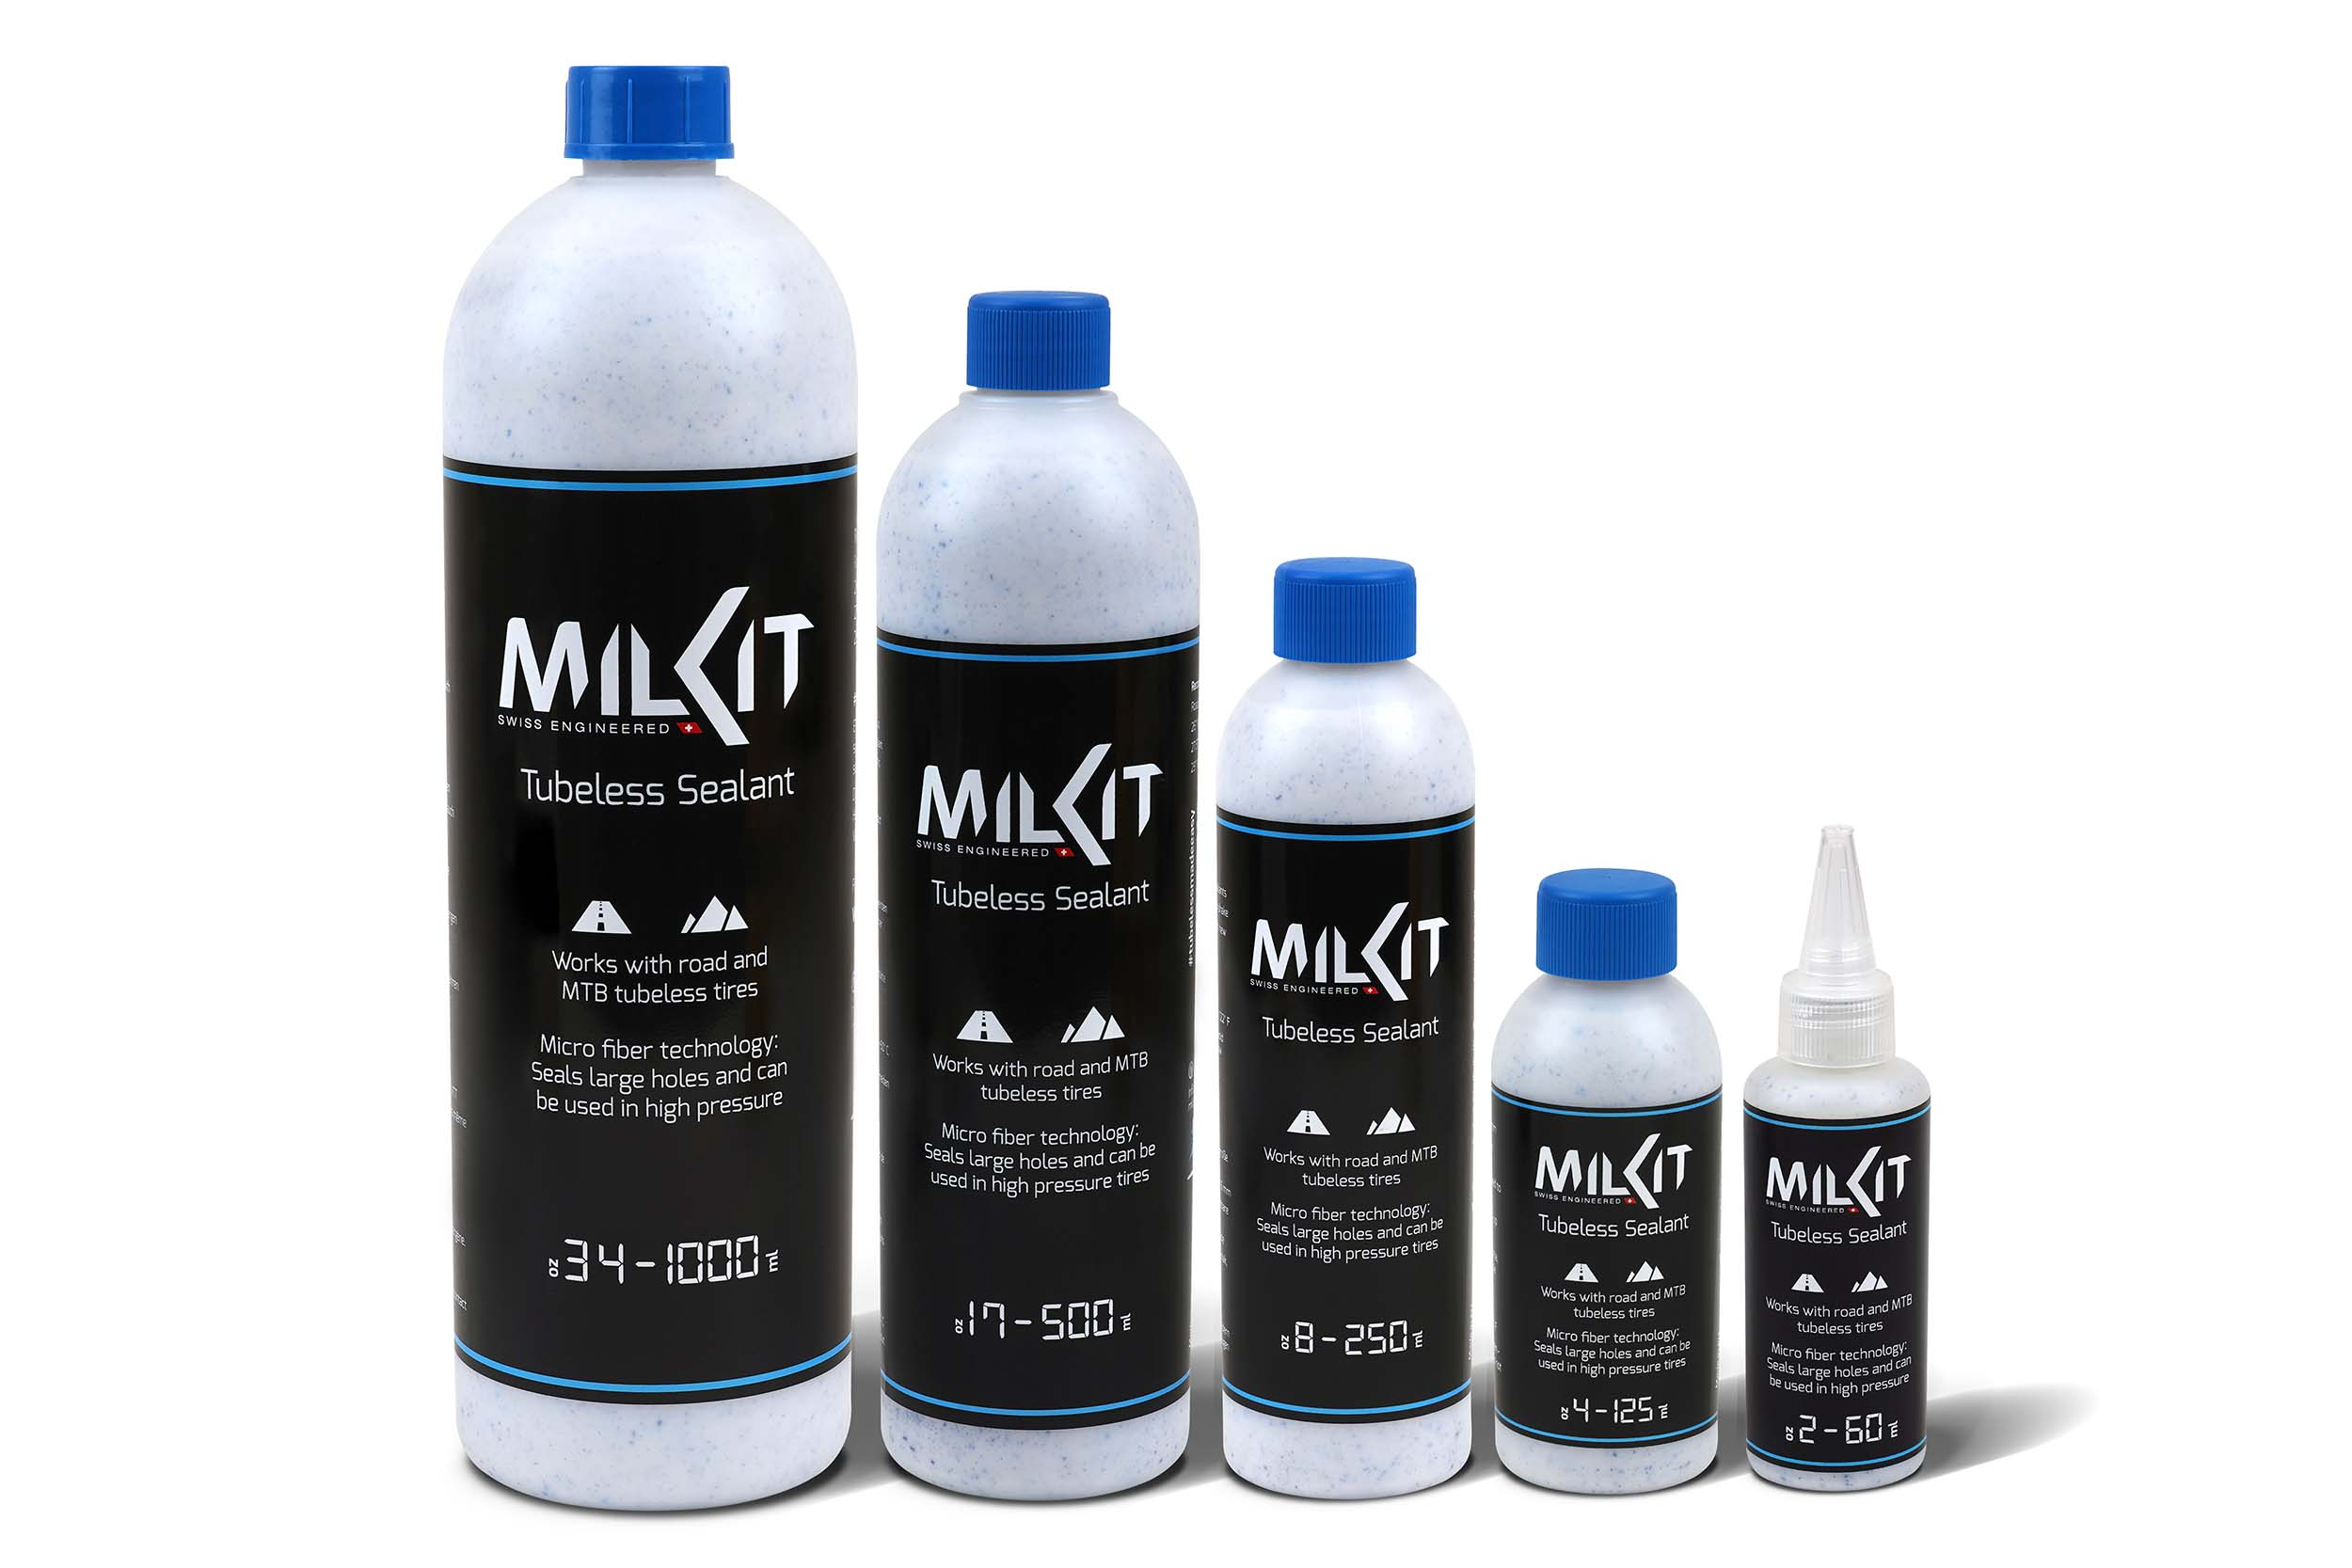 MILKIT
SWISS ENGINEERED
Tubeless Sealant
Works with road and
MTB tubeless tires
Micro fiber technology:
Seals large holes and can
be used in high pressure
oz 34-1000 ml
MILKIT
SWISS ENGINEERED
Tubeless Sealant
Works with road and MTB
tubeless tires
Micro fiber technology:
Seals large holes and can be
used in high pressure tires
oz 17-500 ml
#tubelessmadeeasy
MILKIT
SWISS ENGINEERED
Tubeless Sealant
Works with road and MTB
tubeless tires
Micro fiber technology:
Seals large holes and can be
used in high pressure tires
oz 8-250 ml
MILKIT
SWISS ENGINEERED
Tubeless Sealant
Works with road and MTB
tubeless tires
Micro fiber technology:
Seals large holes and can be
used in high pressure tires
oz 4-125 ml
MILKIT
SWISS ENGINEERED
Tubeless Sealant
Works with road and MTB
tubeless tires
Micro fiber technology:
Seals large holes and can
be used in high pressure
oz 2-60 ml